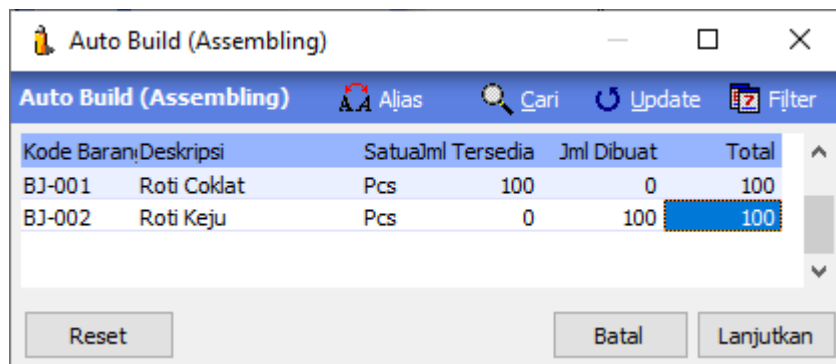 Auto Build (Assembling)
Auto Build (Assembling) Alias Cari Update Filter
Kode Baran Deskripsi Satua Jml Tersedia Jml Dibuat Total
BJ-001 Roti Coklat Pcs 100 0 100
BJ-002 Roti Keju Pcs 0 100 100
Reset Batal Lanjutkan